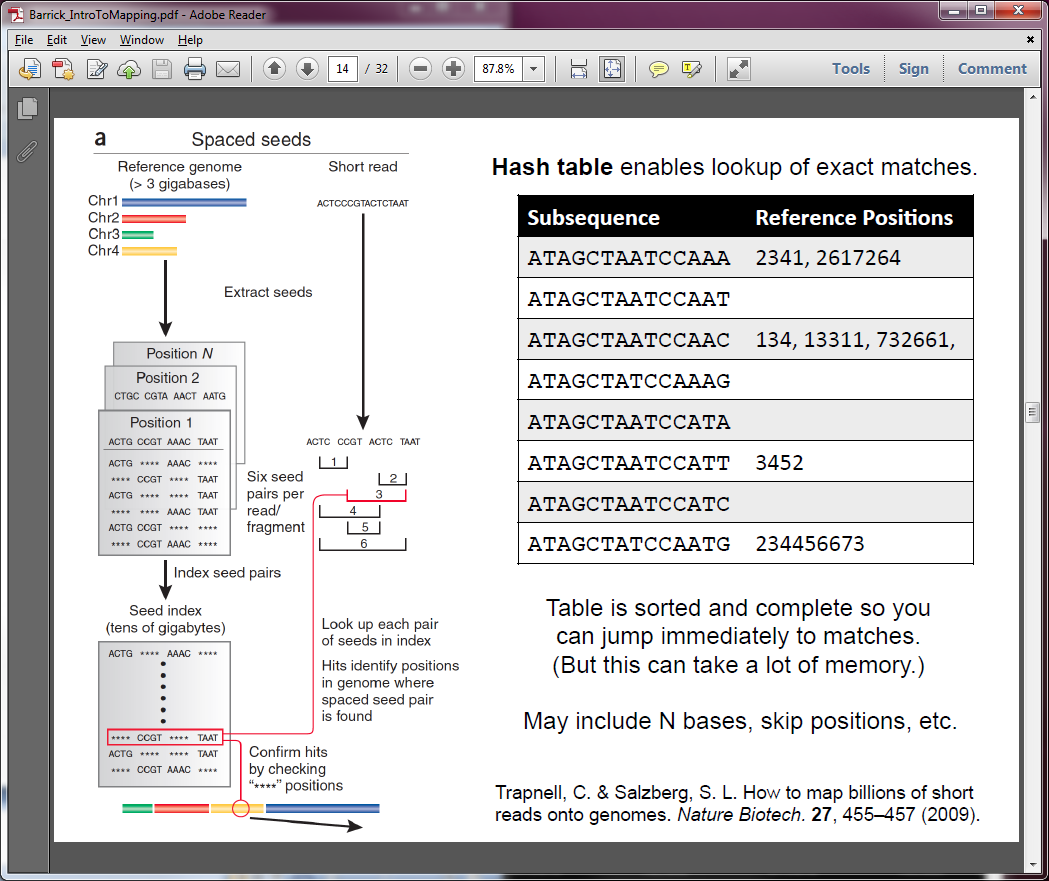 Barrick_IntroToMapping.pdf - Adobe Reader
File Edit View Window Help
14 / 32
87.8%
Tools Sign Comment
a Spaced seeds
Reference genome
(> 3 gigabases)
Chr1
Chr2
Chr3
Chr4
Short read
ACTCCCGTACTCTAAT
Extract seeds
Position N
Position 2
CTGC CGTA AACT AATG
Position 1
ACTG CCGT AAAC TAAT
ACTG **** AAAC ****
**** CCGT **** TAAT
ACTG **** **** TAAT
**** **** AAAC TAAT
ACTG CCGT **** ****
**** CCGT AAAC ****
Six seed
pairs per
read/
fragment
ACTC CCGT ACTC TAAT
1
2
3
4
5
6
Index seed pairs
Seed index
(tens of gigabytes)
ACTG **** AAAC ****
**** CCGT **** TAAT
ACTG **** **** TAAT
**** CCGT AAAC ****
Look up each pair
of seeds in index
Hits identify positions
in genome where
spaced seed pair
is found
Confirm hits
by checking
“****” positions
Hash table enables lookup of exact matches.
Subsequence Reference Positions
ATAGCTAATCCAAA 2341, 2617264
ATAGCTAATCCAAT
ATAGCTAATCCAAC 134, 13311, 732661,
ATAGCTATCCAAAG
ATAGCTAATCCATA
ATAGCTAATCCATT 3452
ATAGCTAATCCATC
ATAGCTATCCAATG 234456673
Table is sorted and complete so you
can jump immediately to matches.
(But this can take a lot of memory.)
May include N bases, skip positions, etc.
Trapnell, C. & Salzberg, S. L. How to map billions of short
reads onto genomes. Nature Biotech. 27, 455–457 (2009).